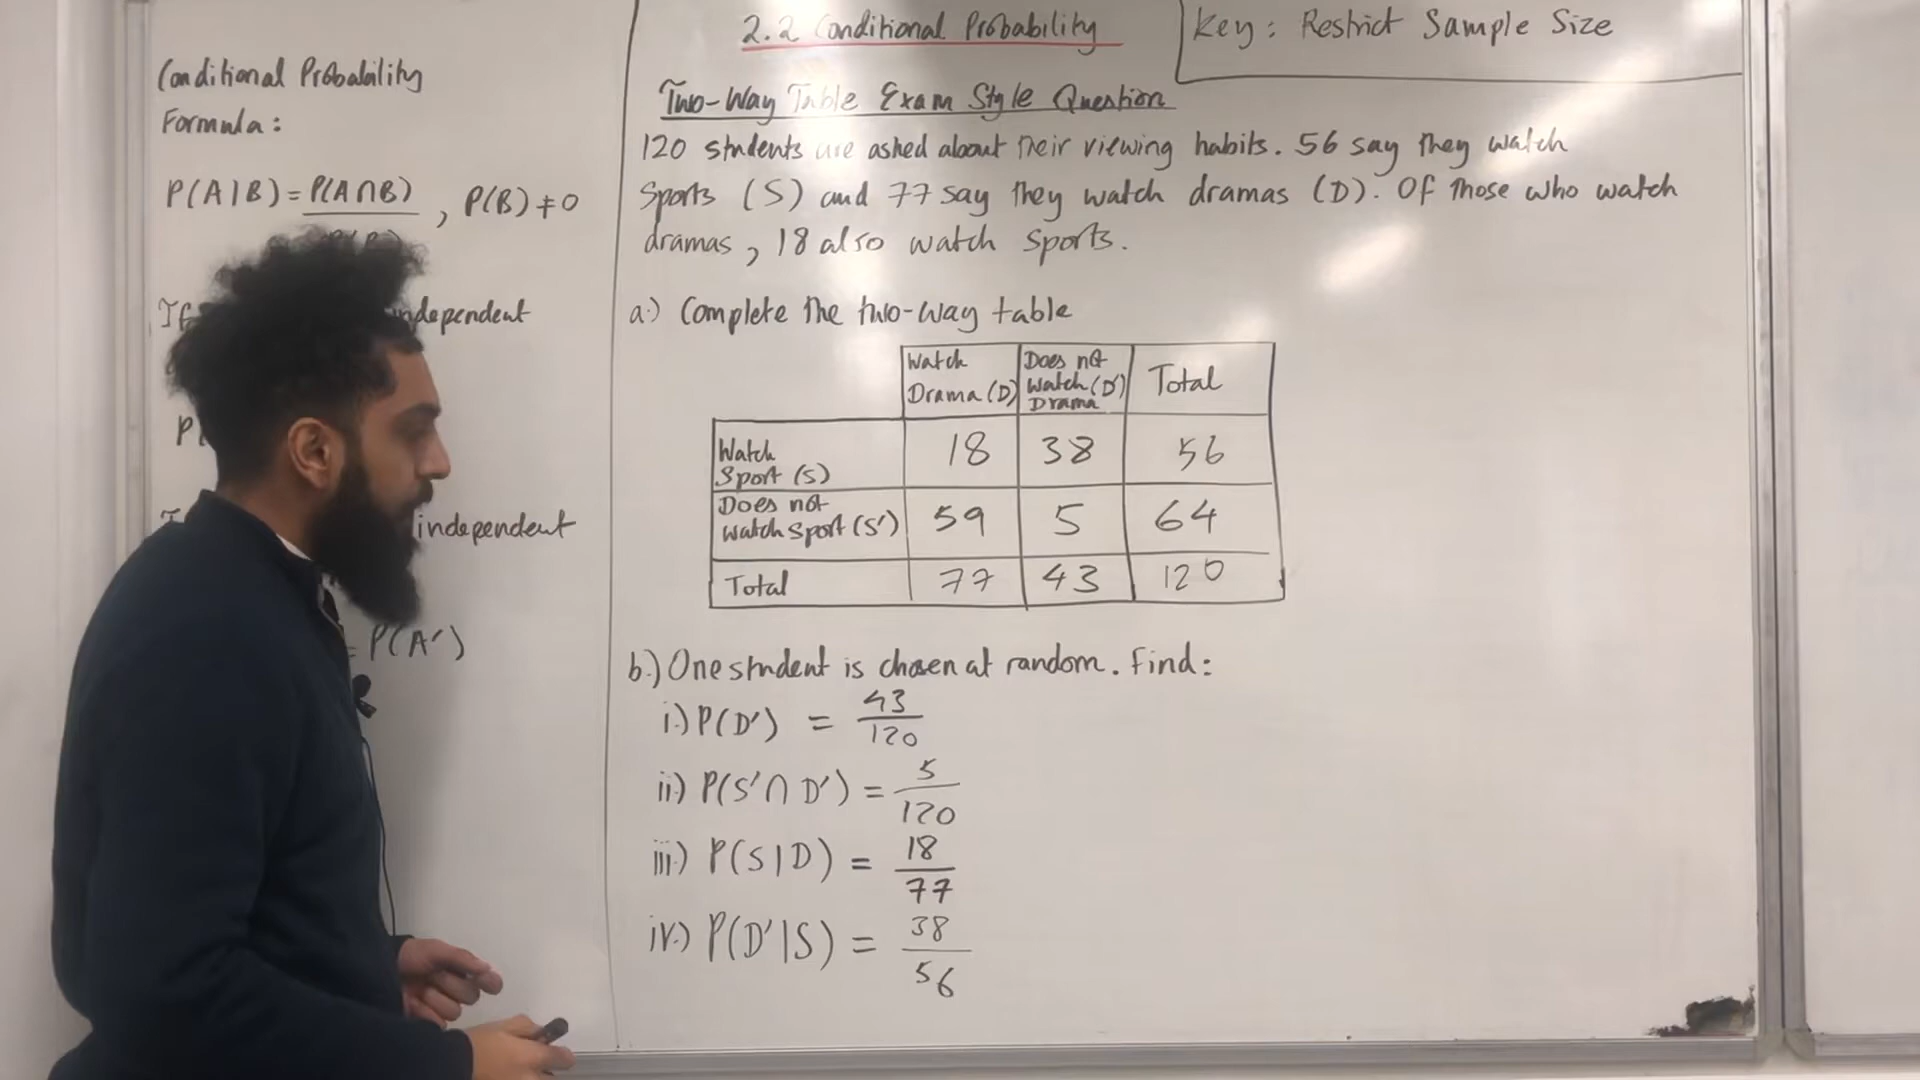 Conditional Probability
Formula:
P(A|B) = P(A∩B) , P(B) ≠ 0
If independent
independent
= P(A')
2.2 Conditional Probability
Key: Restrict Sample Size
Two-Way Table Exam Style Question
120 students are asked about their viewing habits. 56 say they watch
sports (S) and 77 say they watch dramas (D). Of those who watch
dramas, 18 also watch sports.
a.) Complete the two-way table
Watch Drama (D) Does not Watch (D') Drama Total
Watch Sport (S) 18 38 56
Does not Watch Sport (S') 59 5 64
Total 77 43 120
b.) One student is chosen at random. Find:
i.) P(D') = 43/120
ii.) P(S'∩D') = 5/120
iii.) P(S|D) = 18/77
iv.) P(D'|S) = 38/56